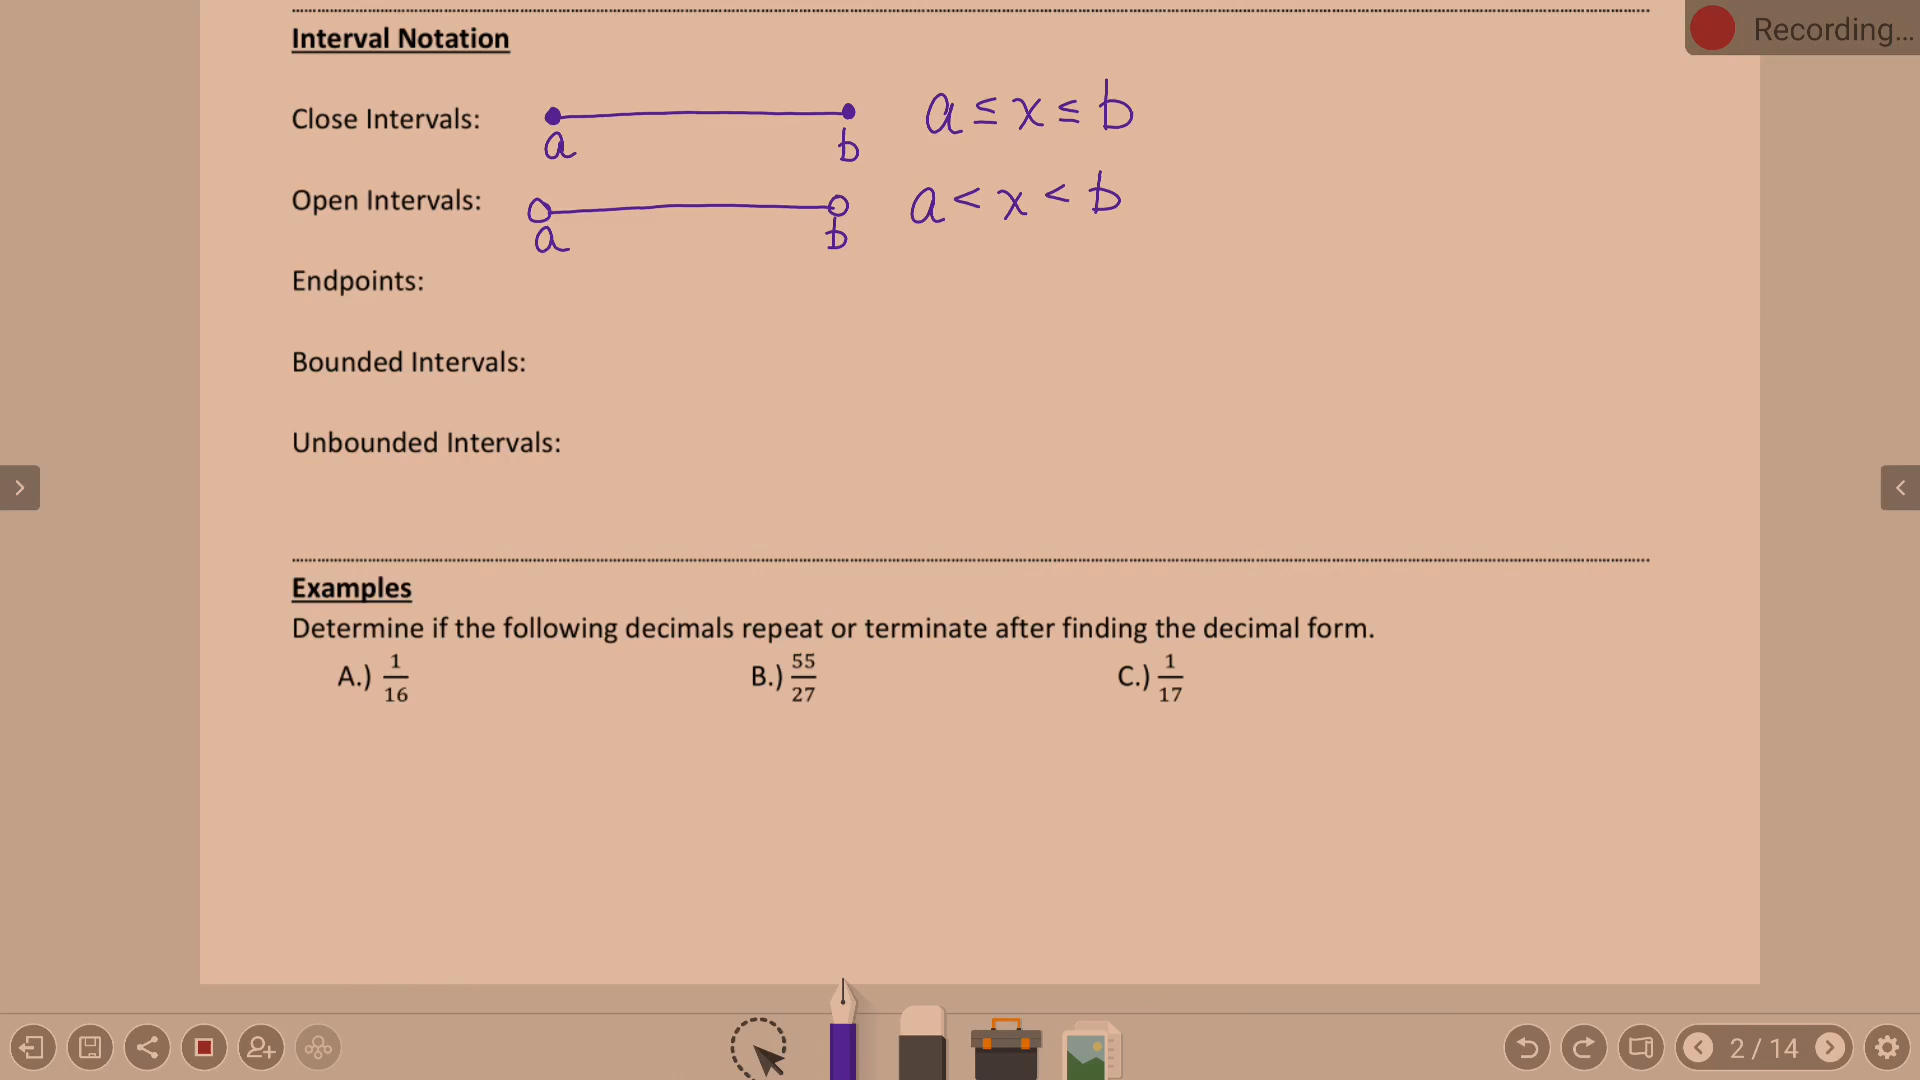 Recording...
Interval Notation
Close Intervals: a b a ≤ x ≤ b
Open Intervals: a b a < x < b
Endpoints:
Bounded Intervals:
Unbounded Intervals:
Examples
Determine if the following decimals repeat or terminate after finding the decimal form.
A.) 1/16 B.) 55/27 C.) 1/17
2 / 14